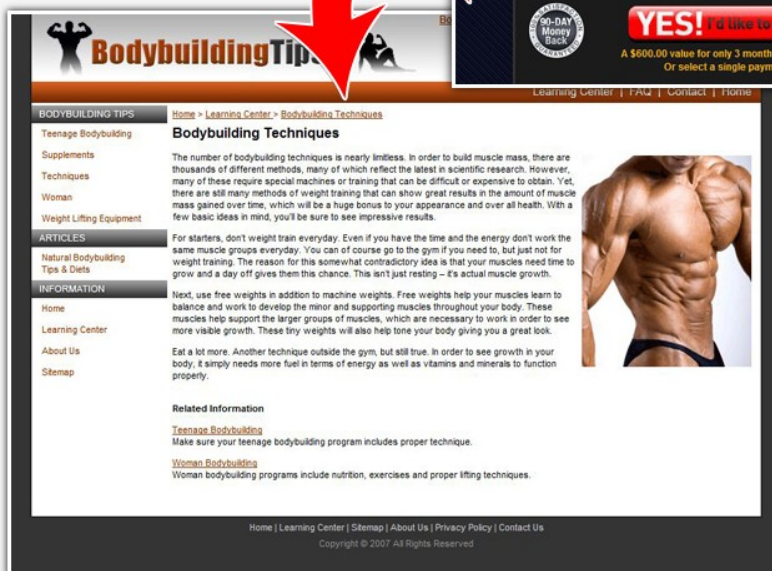 Bo
90-DAY
Money
Back
YES! I'd like to
A $600.00 value for only 3 month
Or select a single paym
BodybuildingTips
Learning Center | FAQ | Contact | Home
BODYBUILDING TIPS
Teenage Bodybuilding
Supplements
Techniques
Woman
Weight Lifting Equipment
ARTICLES
Natural Bodybuilding
Tips & Diets
INFORMATION
Home
Learning Center
About Us
Sitemap
Home > Learning Center > Bodybuilding Techniques
Bodybuilding Techniques
The number of bodybuilding techniques is nearly limitless. In order to build muscle mass, there are
thousands of different methods, many of which reflect the latest in scientific research. However,
many of these require special machines or training that can be difficult or expensive to obtain. Yet,
there are still many methods of weight training that can show great results in the amount of muscle
mass gained over time, which will be a huge bonus to your appearance and over all health. With a
few basic ideas in mind, you'll be sure to see impressive results.
For starters, don't weight train everyday. Even if you have the time and the energy don't work the
same muscle groups everyday. You can of course go to the gym if you need to, but just not for
weight training. The reason for this somewhat contradictory idea is that your muscles need time to
grow and a day off gives them this chance. This isn't just resting – it's actual muscle growth.
Next, use free weights in addition to machine weights. Free weights help your muscles learn to
balance and work to develop the minor and supporting muscles throughout your body. These
muscles help support the larger groups of muscles, which are necessary to work in order to see
more visible growth. These tiny weights will also help tone your body giving you a great look.
Eat a lot more. Another technique outside the gym, but still true. In order to see growth in your
body, it simply needs more fuel in terms of energy as well as vitamins and minerals to function
properly.
Related Information
Teenage Bodybuilding
Make sure your teenage bodybuilding program includes proper technique.
Woman Bodybuilding
Woman bodybuilding programs include nutrition, exercises and proper lifting techniques.
Home | Learning Center | Sitemap | About Us | Privacy Policy | Contact Us
Copyright © 2007 All Rights Reserved